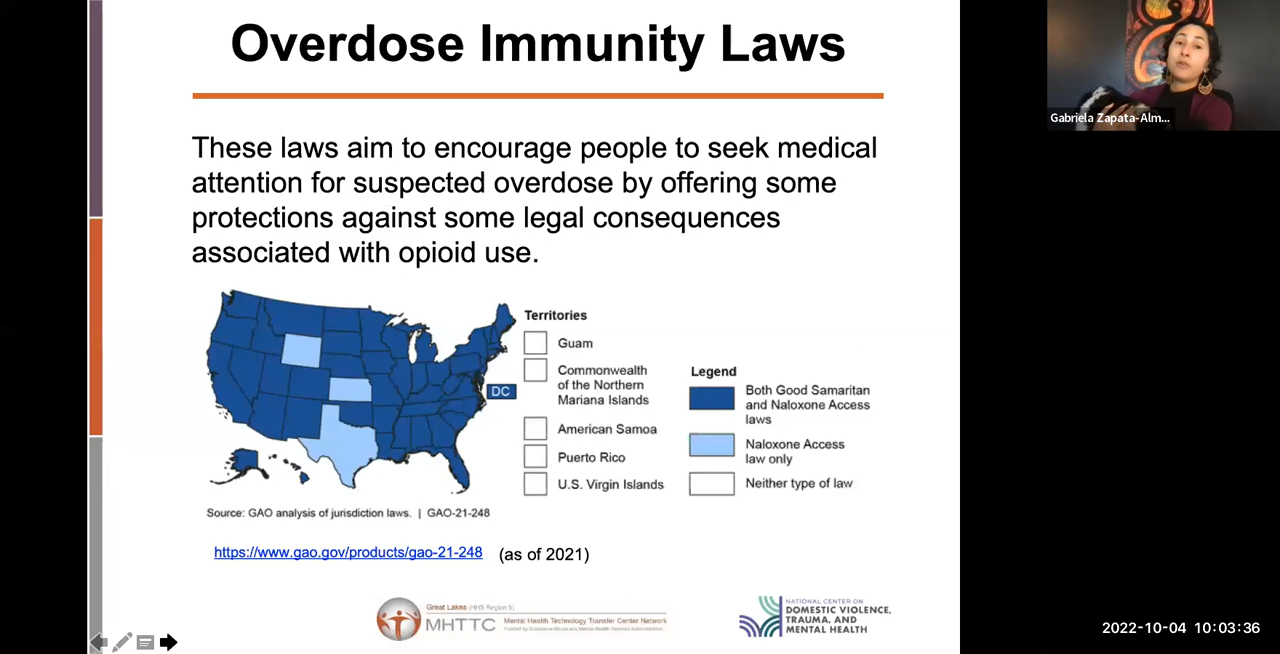 Overdose Immunity Laws
These laws aim to encourage people to seek medical
attention for suspected overdose by offering some
protections against some legal consequences
associated with opioid use.
Territories
Guam
Commonwealth
of the Northern
Mariana Islands
American Samoa
Puerto Rico
U.S. Virgin Islands
DC
Legend
Both Good Samaritan
and Naloxone Access
laws
Naloxone Access
law only
Neither type of law
Source: GAO analysis of jurisdiction laws. | GAO-21-248
https://www.gao.gov/products/gao-21-248 (as of 2021)
Great Lakes (HHS Region 5)
MHTTC
Mental Health Technology Transfer Center Network
Funded by Substance Abuse and Mental Health Services Administration
NATIONAL CENTER ON
DOMESTIC VIOLENCE,
TRAUMA, AND
MENTAL HEALTH
Gabriela Zapata-Alm...
2022-10-04 10:03:36